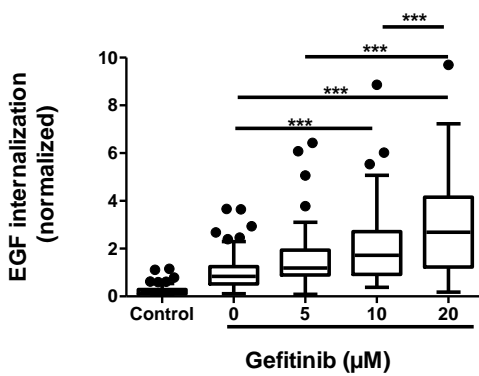 ***
***
***
***
EGF internalization
(normalized)
10
8
6
4
2
0
Control 0 5 10 20
Gefitinib (µM)